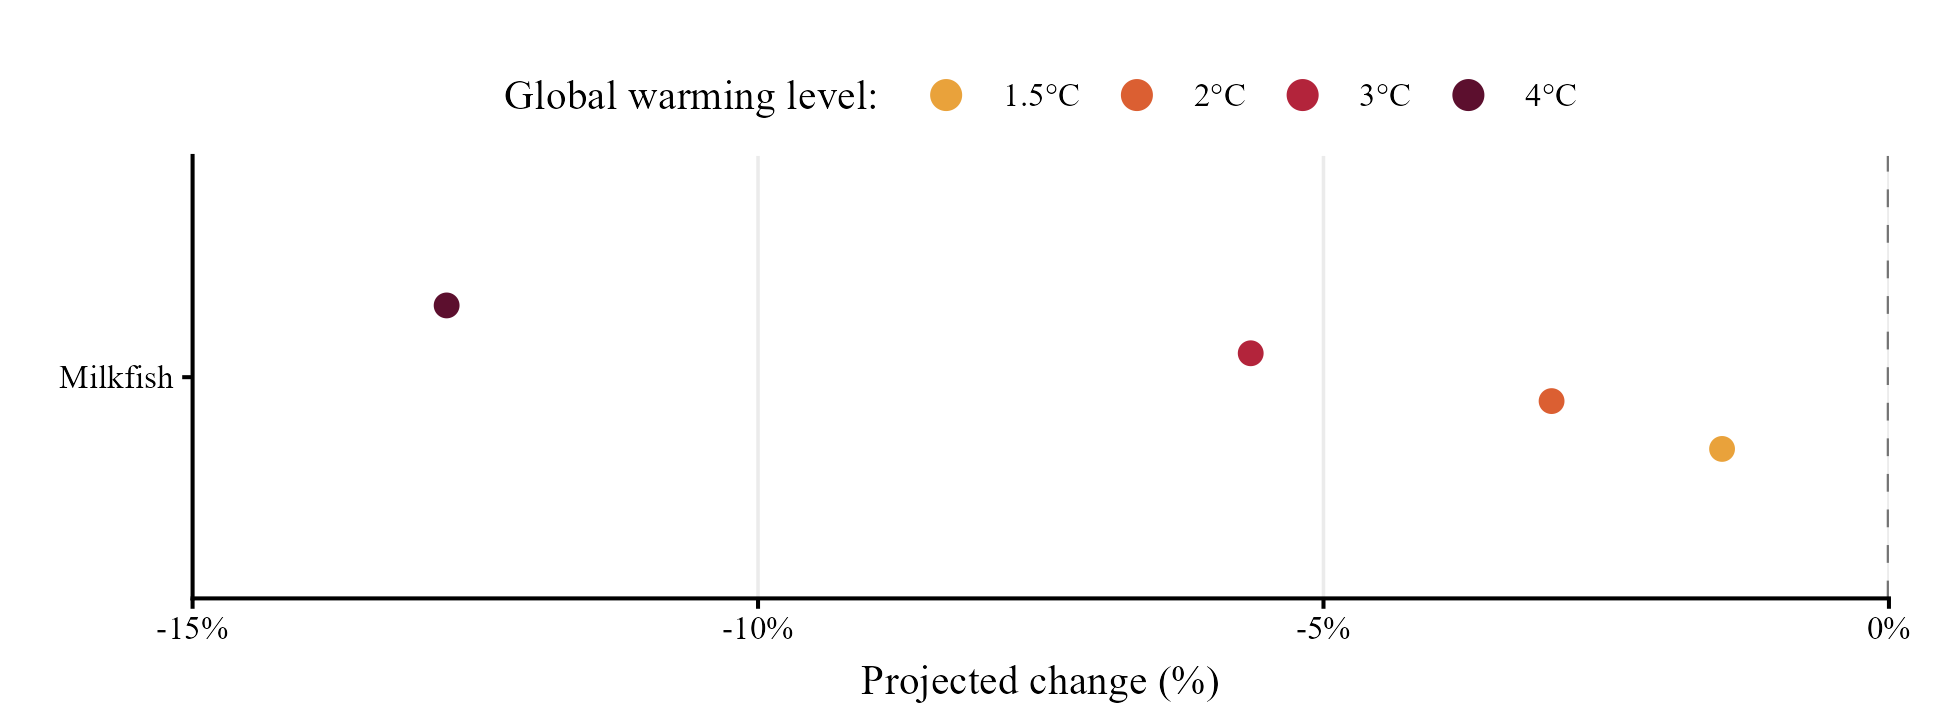 Global warming level: 1.5°C 2°C 3°C 4°C
Milkfish
-15% -10% -5% 0%
Projected change (%)